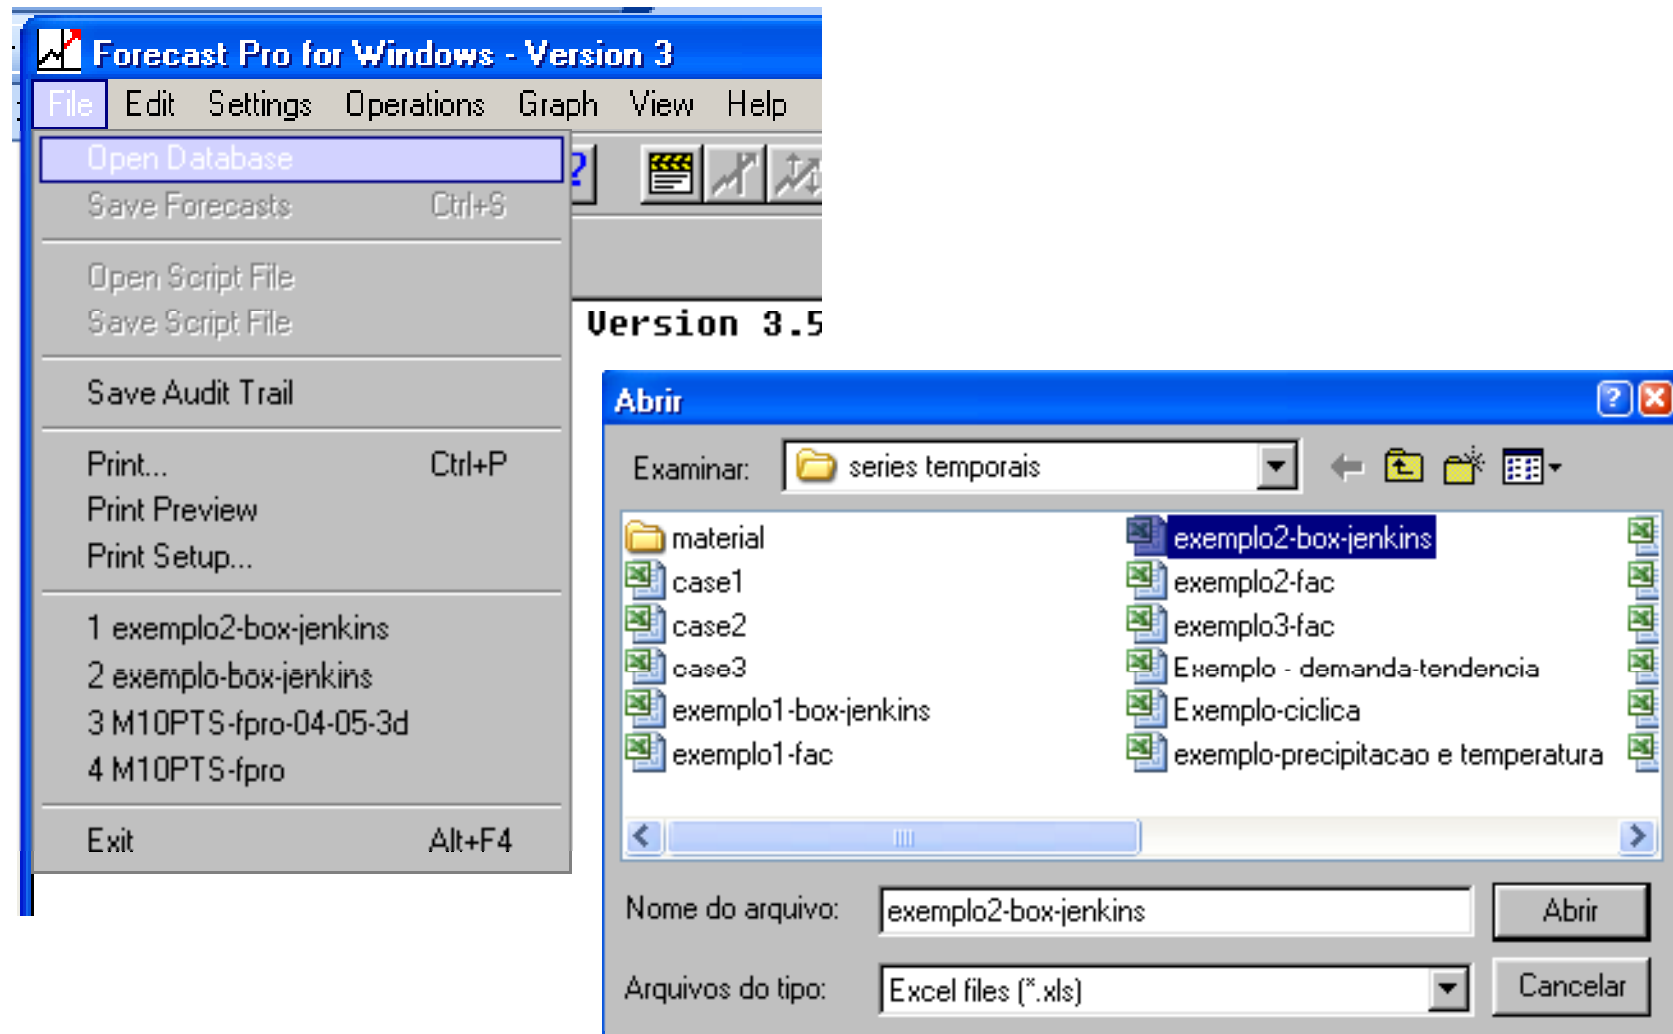 Forecast Pro for Windows - Version 3
File Edit Settings Operations Graph View Help
Open Database
Save Forecasts Ctrl+S
Open Script File
Save Script File
Save Audit Trail
Print... Ctrl+P
Print Preview
Print Setup...
1 exemplo2-box-jenkins
2 exemplo-box-jenkins
3 M10PTS-fpro-04-05-3d
4 M10PTS-fpro
Exit Alt+F4
Version 3.5
Abrir
Examinar: series temporais
material
case1
case2
case3
exemplo1-box-jenkins
exemplo1-fac
exemplo2-box-jenkins
exemplo2-fac
exemplo3-fac
Exemplo - demanda-tendencia
Exemplo-ciclica
exemplo-precipitacao e temperatura
Nome do arquivo: exemplo2-box-jenkins Abrir
Arquivos do tipo: Excel files (*.xls) Cancelar